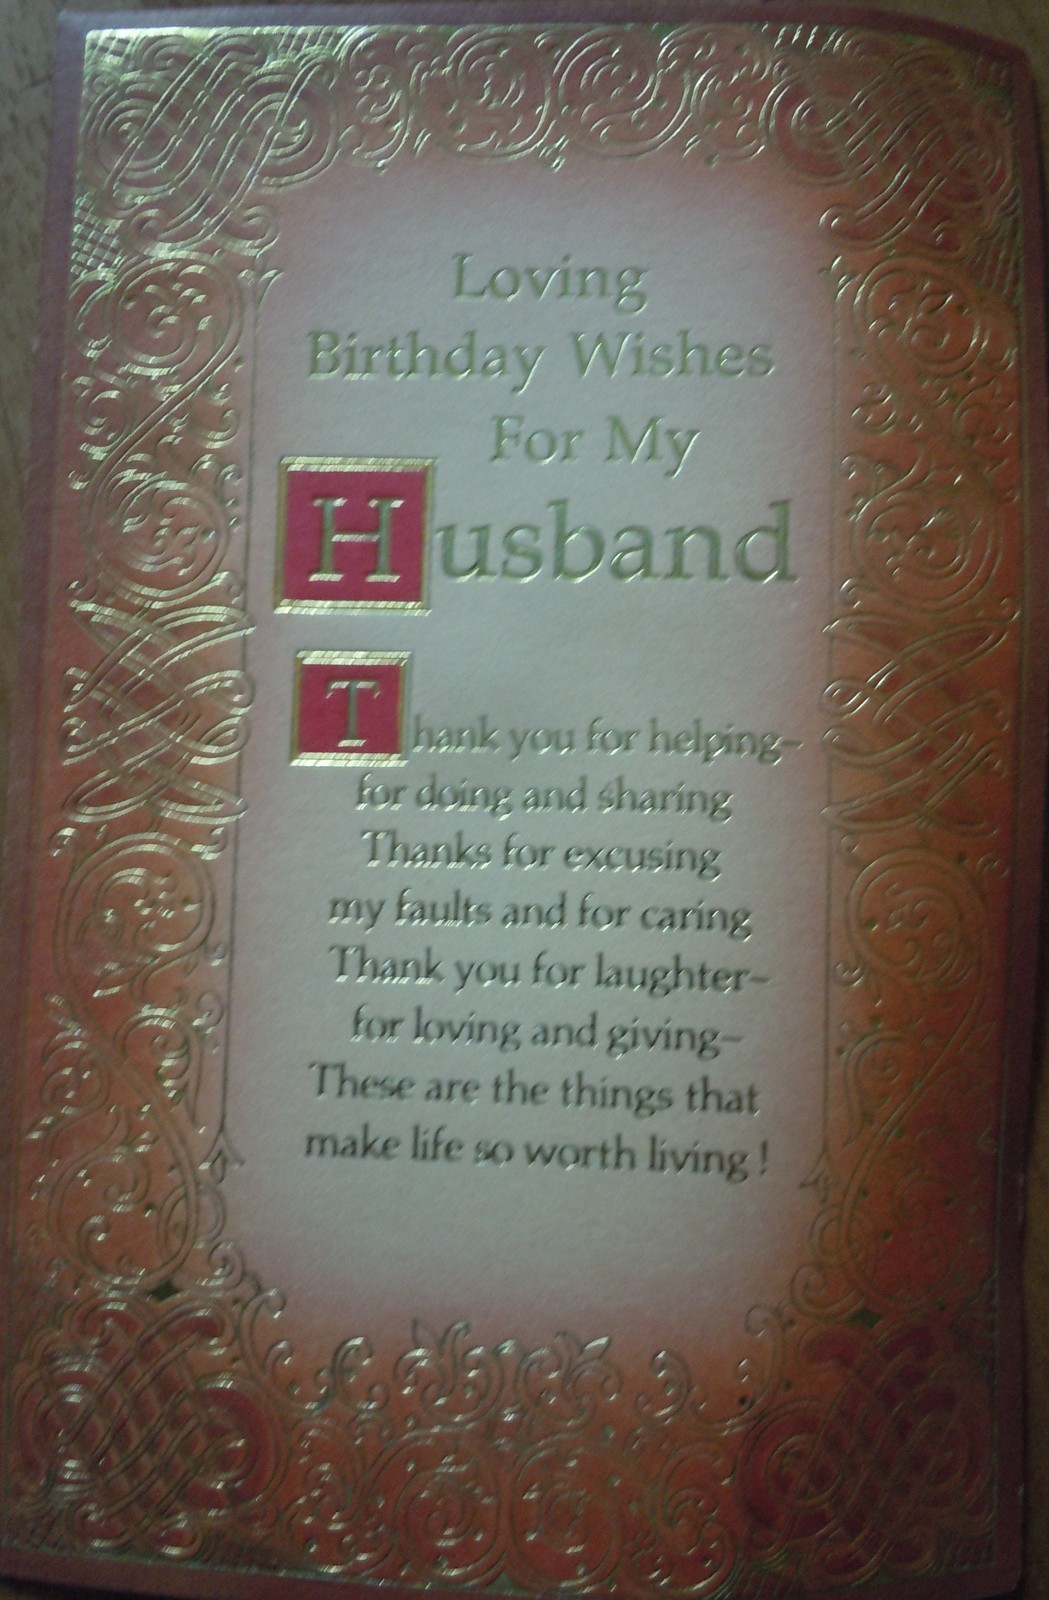 Loving
Birthday Wishes
For My
Husband
Thank you for helping–
for doing and sharing
Thanks for excusing
my faults and for caring
Thank you for laughter–
for loving and giving–
These are the things that
make life so worth living!